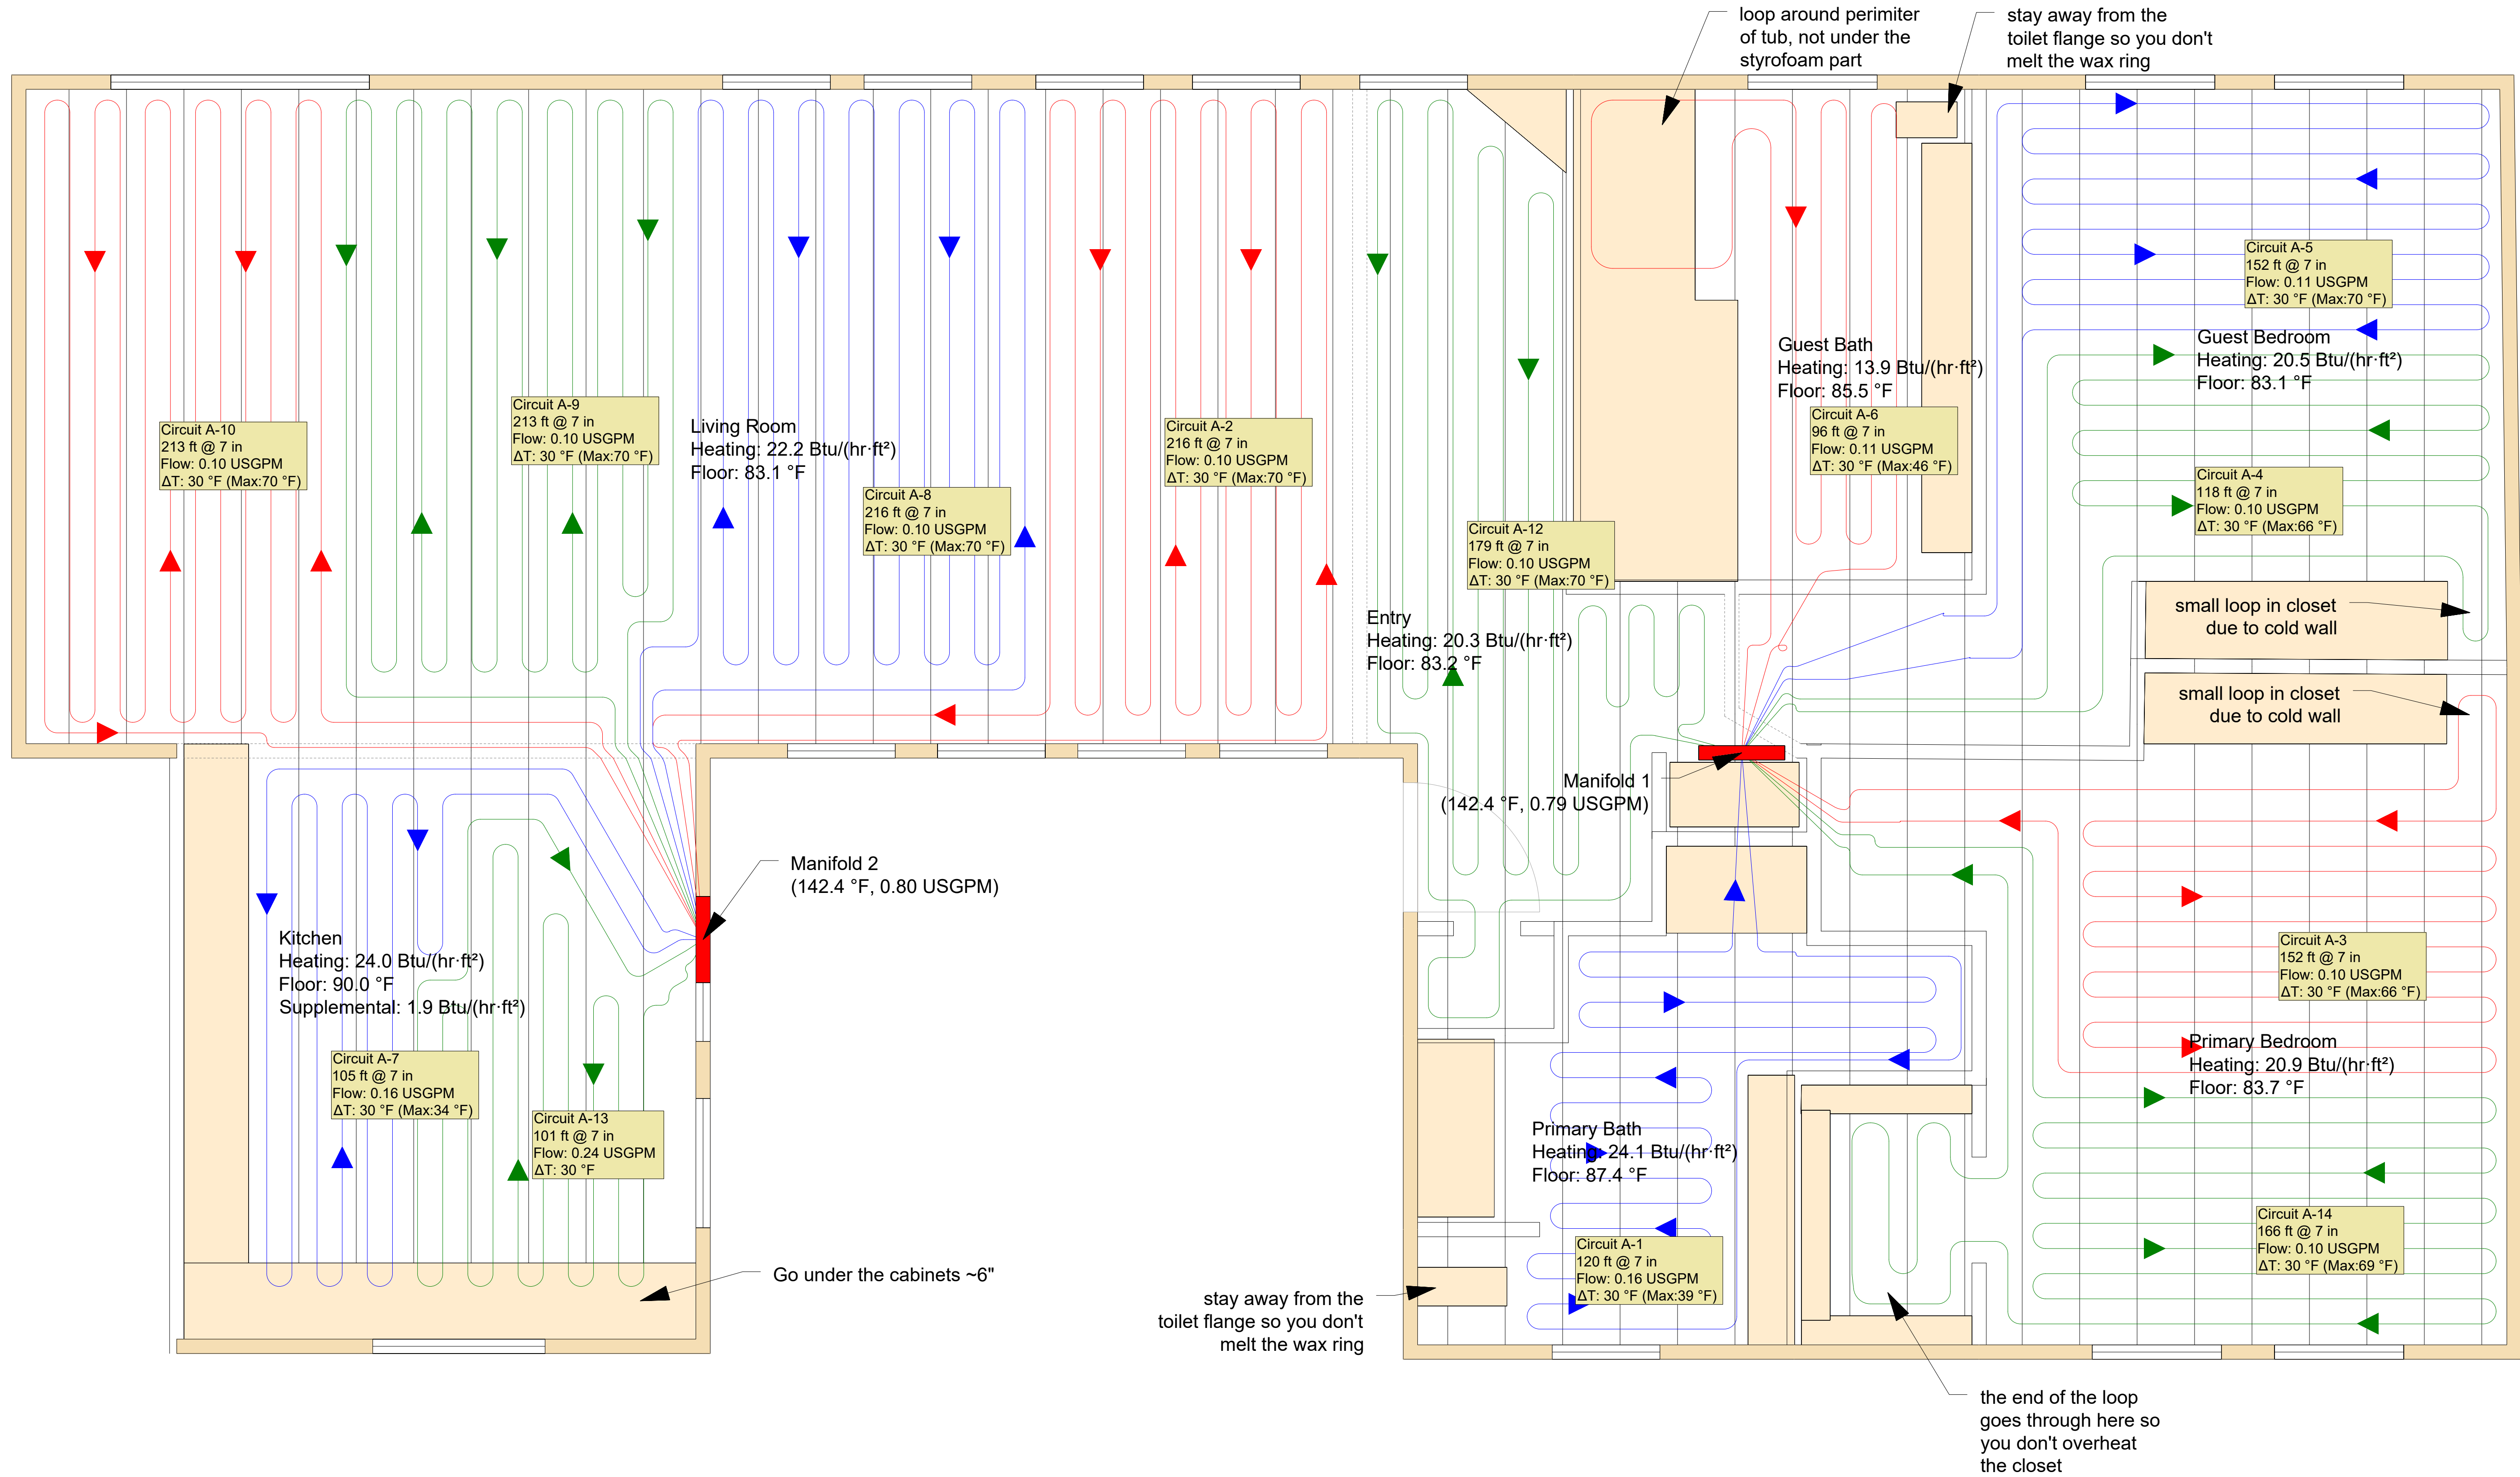 loop around perimiter
of tub, not under the
styrofoam part
stay away from the
toilet flange so you don't
melt the wax ring
Circuit A-5
152 ft @ 7 in
Flow: 0.11 USGPM
ΔT: 30 °F (Max:70 °F)
Guest Bedroom
Heating: 20.5 Btu/(hr·ft²)
Floor: 83.1 °F
Guest Bath
Heating: 13.9 Btu/(hr·ft²)
Floor: 85.5 °F
Circuit A-6
96 ft @ 7 in
Flow: 0.11 USGPM
ΔT: 30 °F (Max:46 °F)
Circuit A-9
213 ft @ 7 in
Flow: 0.10 USGPM
ΔT: 30 °F (Max:70 °F)
Circuit A-10
213 ft @ 7 in
Flow: 0.10 USGPM
ΔT: 30 °F (Max:70 °F)
Living Room
Heating: 22.2 Btu/(hr·ft²)
Floor: 83.1 °F
Circuit A-2
216 ft @ 7 in
Flow: 0.10 USGPM
ΔT: 30 °F (Max:70 °F)
Circuit A-8
216 ft @ 7 in
Flow: 0.10 USGPM
ΔT: 30 °F (Max:70 °F)
Circuit A-4
118 ft @ 7 in
Flow: 0.10 USGPM
ΔT: 30 °F (Max:66 °F)
Circuit A-12
179 ft @ 7 in
Flow: 0.10 USGPM
ΔT: 30 °F (Max:70 °F)
Entry
Heating: 20.3 Btu/(hr·ft²)
Floor: 83.2 °F
small loop in closet
due to cold wall
small loop in closet
due to cold wall
Manifold 1
(142.4 °F, 0.79 USGPM)
Manifold 2
(142.4 °F, 0.80 USGPM)
Kitchen
Heating: 24.0 Btu/(hr·ft²)
Floor: 90.0 °F
Supplemental: 1.9 Btu/(hr·ft²)
Circuit A-3
152 ft @ 7 in
Flow: 0.10 USGPM
ΔT: 30 °F (Max:66 °F)
Primary Bedroom
Heating: 20.9 Btu/(hr·ft²)
Floor: 83.7 °F
Circuit A-7
105 ft @ 7 in
Flow: 0.16 USGPM
ΔT: 30 °F (Max:34 °F)
Circuit A-13
101 ft @ 7 in
Flow: 0.24 USGPM
ΔT: 30 °F
Primary Bath
Heating: 24.1 Btu/(hr·ft²)
Floor: 87.4 °F
Circuit A-14
166 ft @ 7 in
Flow: 0.10 USGPM
ΔT: 30 °F (Max:69 °F)
Circuit A-1
120 ft @ 7 in
Flow: 0.16 USGPM
ΔT: 30 °F (Max:39 °F)
Go under the cabinets ~6"
stay away from the
toilet flange so you don't
melt the wax ring
the end of the loop
goes through here so
you don't overheat
the closet